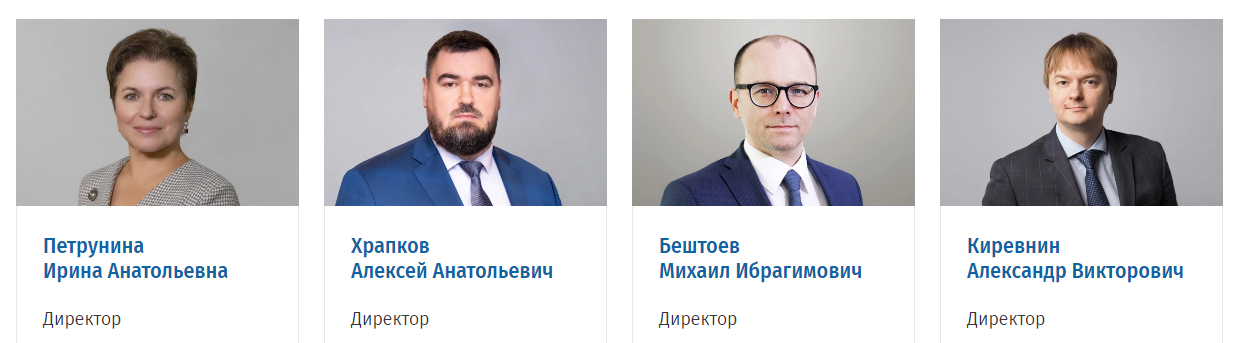 Петрунина
Ирина Анатольевна
Директор
Храпков
Алексей Анатольевич
Директор
Бештоев
Михаил Ибрагимович
Директор
Киревнин
Александр Викторович
Директор